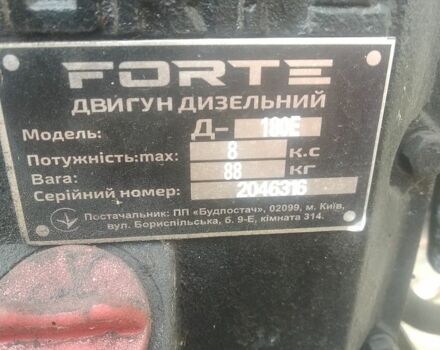 FORTE
ДВИГУН ДИЗЕЛЬНИЙ
Модель: Д- 180Е
Потужність:max: 8 к.с
Вага: 88 кг
Серійний номер: 2046316
Постачальник: ПП «Будпостач», 02099, м. Київ,
вул. Бориспільська, б. 9-Е, кімната 314.